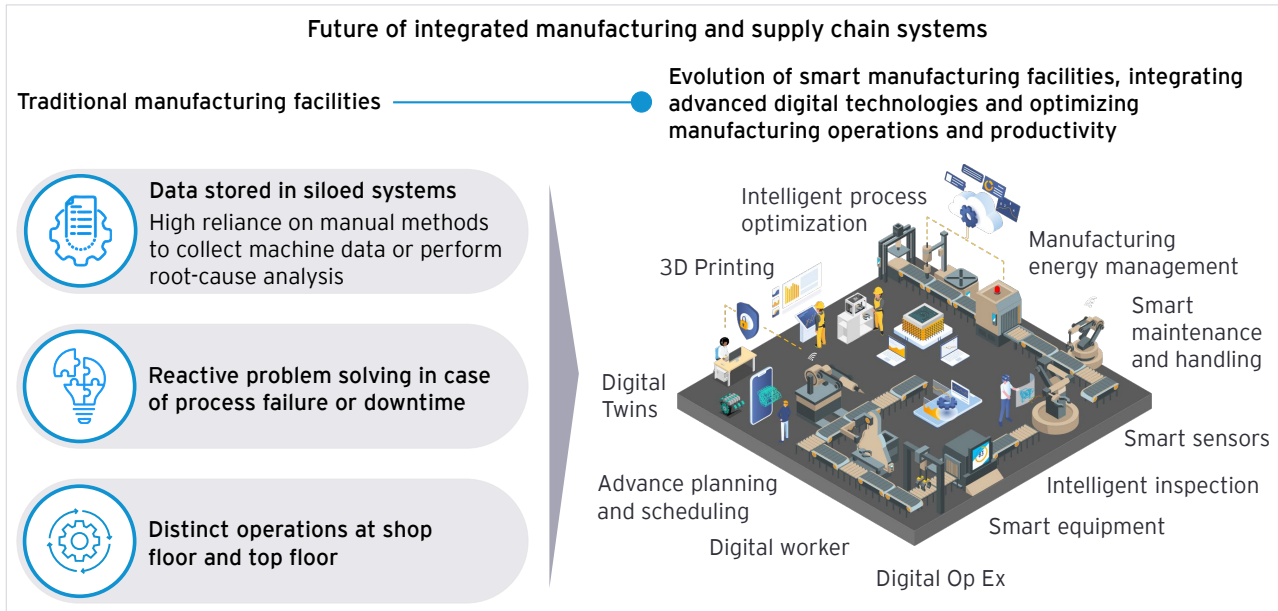 Future of integrated manufacturing and supply chain systems
Traditional manufacturing facilities
Evolution of smart manufacturing facilities, integrating
advanced digital technologies and optimizing
manufacturing operations and productivity
Data stored in siloed systems
High reliance on manual methods
to collect machine data or perform
root-cause analysis
Reactive problem solving in case
of process failure or downtime
Distinct operations at shop
floor and top floor
Intelligent process
optimization
3D Printing
Manufacturing
energy management
Smart
maintenance
and handling
Digital
Twins
Smart sensors
Advance planning
and scheduling
Intelligent inspection
Smart equipment
Digital worker
Digital Op Ex